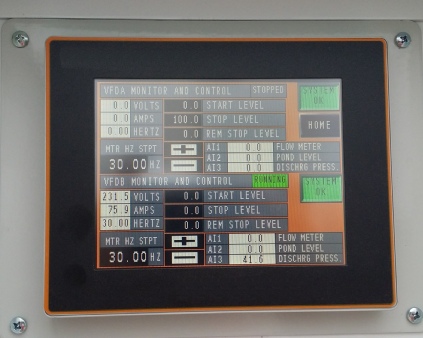 VFDA MONITOR AND CONTROL STOPPED SYSTEM OK
0.0 VOLTS 0.0 START LEVEL
0.0 AMPS 100.0 STOP LEVEL HOME
0.00 HERTZ 0.0 REM STOP LEVEL
MTR HZ STPT + AI1 0.0 FLOW METER
30.00 HZ — AI2 0.0 POND LEVEL
AI3 0.0 DISCHRG PRESS.
VFDB MONITOR AND CONTROL RUNNING SYSTEM OK
231.5 VOLTS 0.0 START LEVEL
75.9 AMPS 0.0 STOP LEVEL
30.00 HERTZ 0.0 REM STOP LEVEL
MTR HZ STPT + AI1 0.0 FLOW METER
30.00 HZ — AI2 0.0 POND LEVEL
AI3 41.6 DISCHRG PRESS.